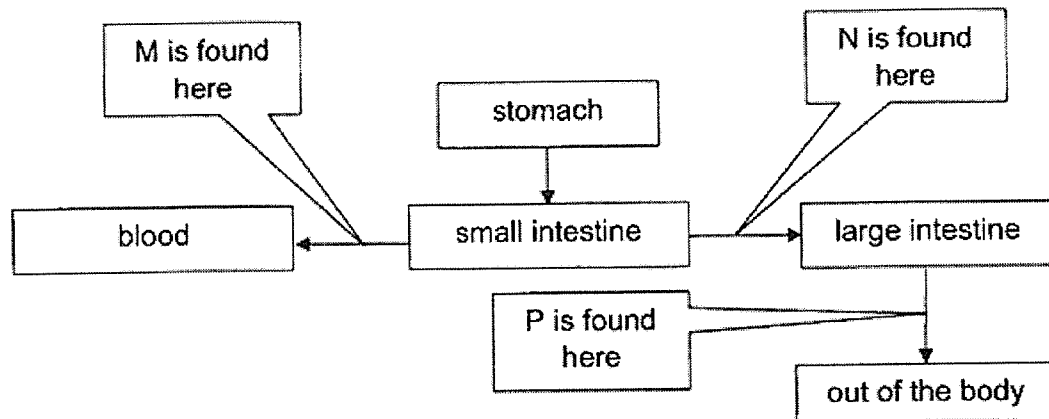 M is found
here
N is found
here
stomach
blood
small intestine
large intestine
P is found
here
out of the body